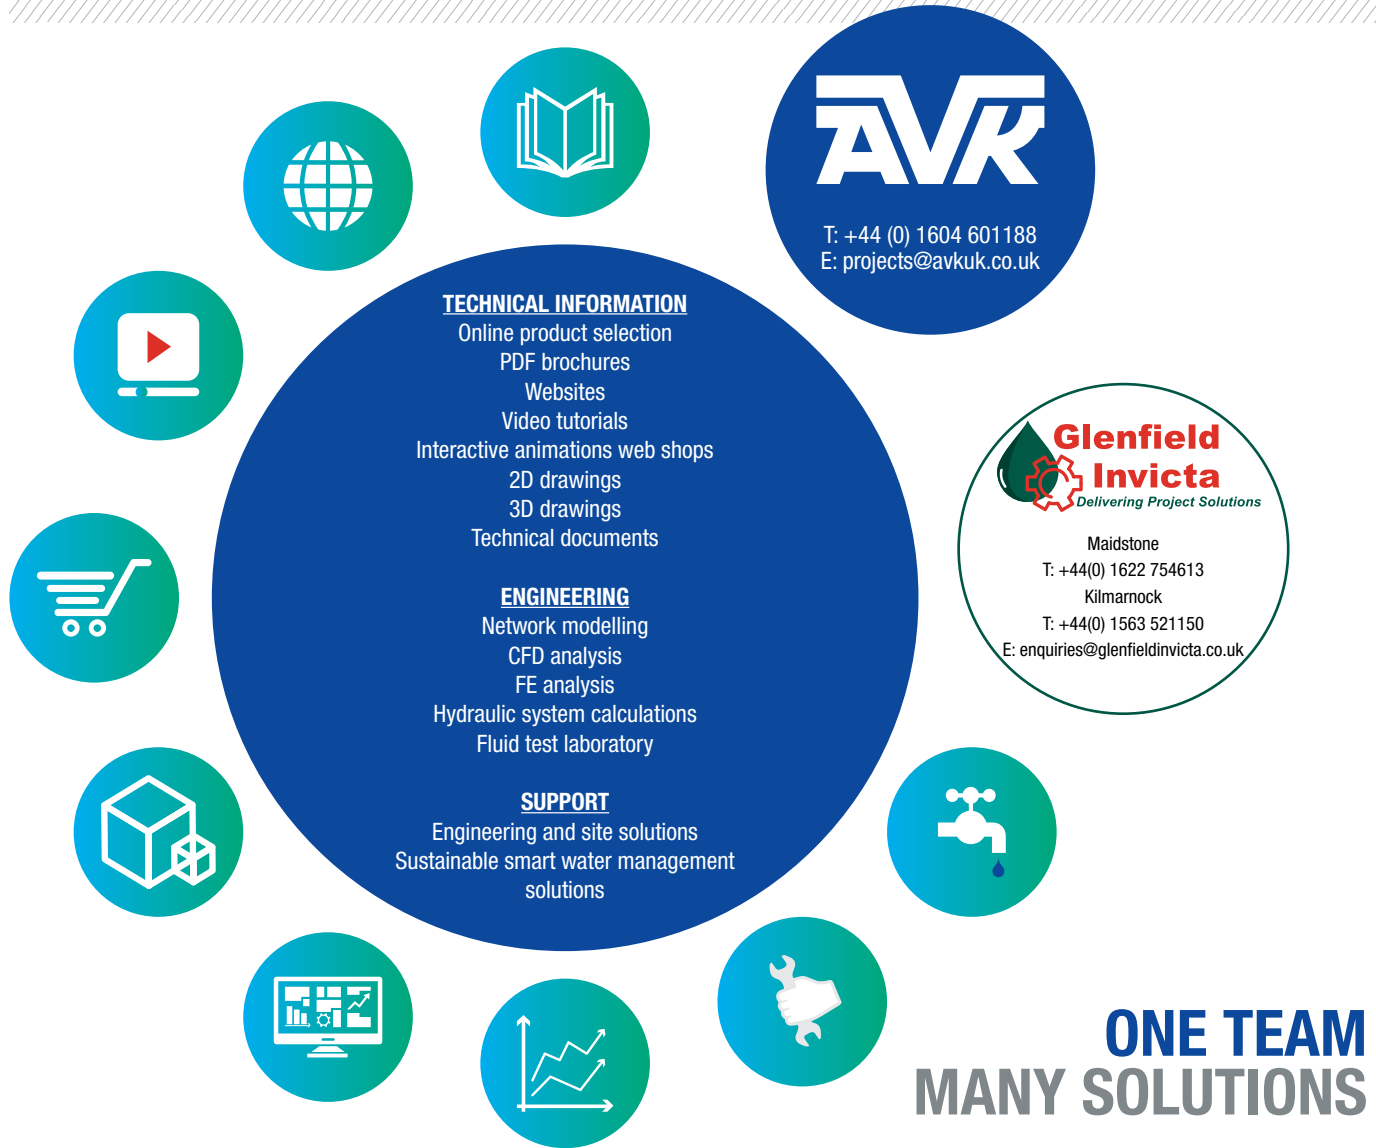 AVK
T: +44 (0) 1604 601188
E: projects@avkuk.co.uk
TECHNICAL INFORMATION
Online product selection
PDF brochures
Websites
Video tutorials
Interactive animations web shops
2D drawings
3D drawings
Technical documents
ENGINEERING
Network modelling
CFD analysis
FE analysis
Hydraulic system calculations
Fluid test laboratory
SUPPORT
Engineering and site solutions
Sustainable smart water management
solutions
Glenfield
Invicta
Delivering Project Solutions
Maidstone
T: +44(0) 1622 754613
Kilmarnock
T: +44(0) 1563 521150
E: enquiries@glenfieldinvicta.co.uk
ONE TEAM
MANY SOLUTIONS